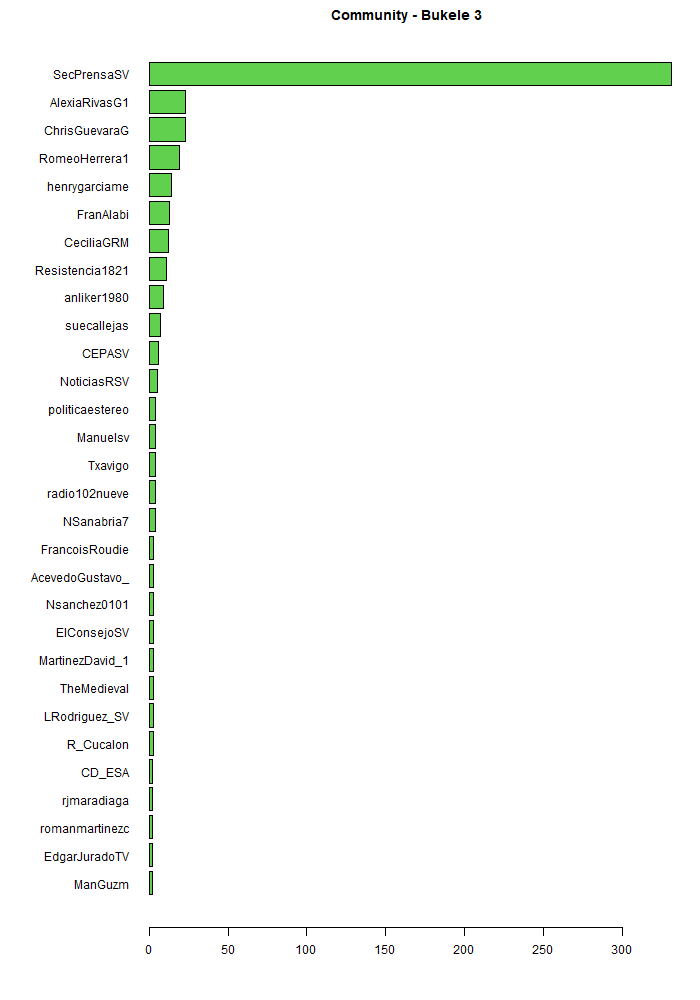 Community - Bukele 3
SecPrensaSV
AlexiaRivasG1
ChrisGuevaraG
RomeoHerrera1
henrygarciame
FranAlabi
CeciliaGRM
Resistencia1821
anliker1980
suecallejas
CEPASV
NoticiasRSV
politicaestereo
Manuelsv
Txavigo
radio102nueve
NSanabria7
FrancoisRoudie
AcevedoGustavo_
Nsanchez0101
ElConsejoSV
MartinezDavid_1
TheMedieval
LRodriguez_SV
R_Cucalon
CD_ESA
rjmaradiaga
romanmartinezc
EdgarJuradoTV
ManGuzm
0 50 100 150 200 250 300